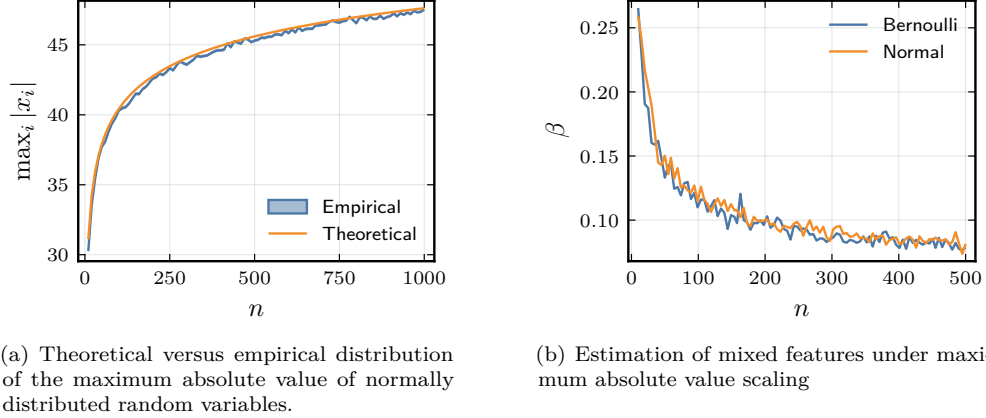 45
40
35
30
0
250
500
750
1000
max_i |x_i|
n
Empirical
Theoretical
(a) Theoretical versus empirical distribution
of the maximum absolute value of normally
distributed random variables.
0.25
0.20
0.15
0.10
0
100
200
300
400
500
β
n
Bernoulli
Normal
(b) Estimation of mixed features under maxi-
mum absolute value scaling